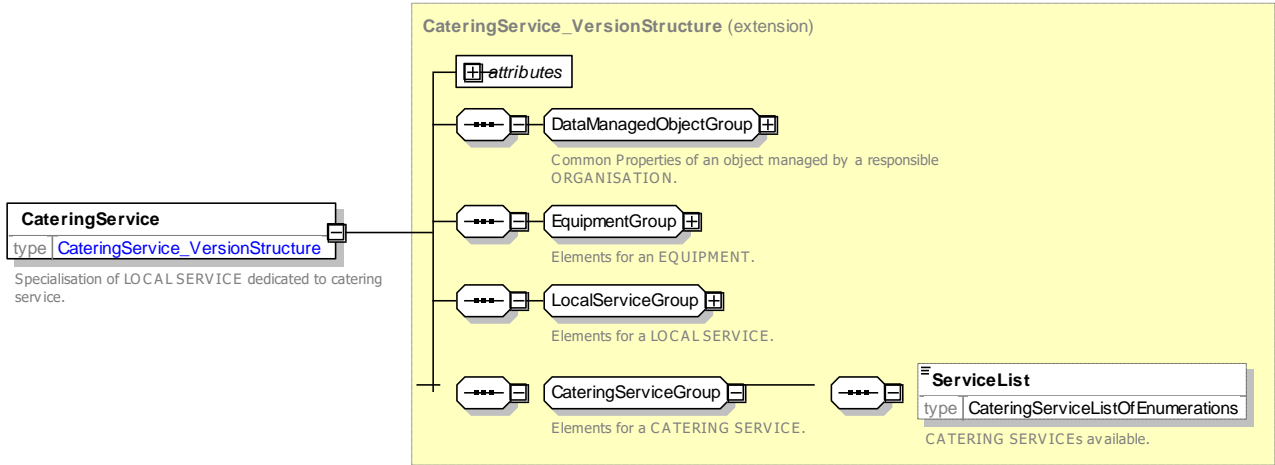 CateringService_VersionStructure (extension)
attributes
DataManagedObjectGroup
Common Properties of an object managed by a responsible
ORGANISATION.
CateringService
type CateringService_VersionStructure
Specialisation of LOCAL SERVICE dedicated to catering
service.
EquipmentGroup
Elements for an EQUIPMENT.
LocalServiceGroup
Elements for a LOCAL SERVICE.
CateringServiceGroup
Elements for a CATERING SERVICE.
ServiceList
type CateringServiceListOfEnumerations
CATERING SERVICEs available.